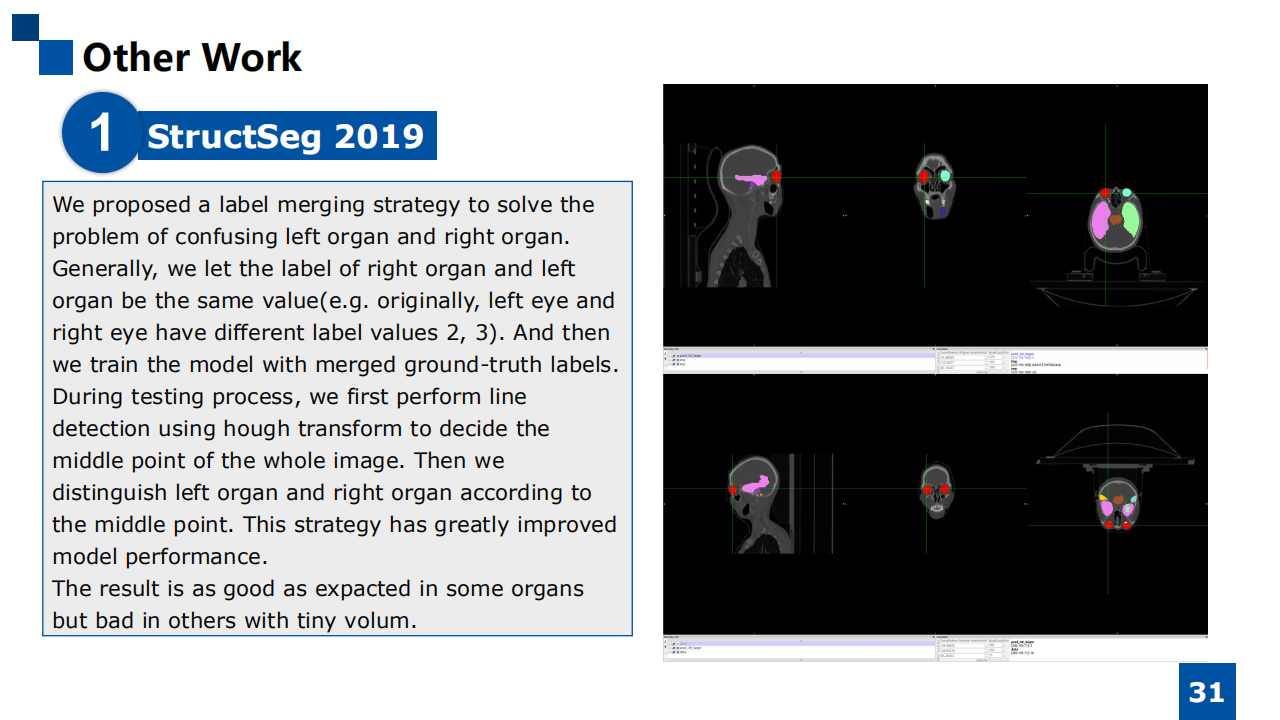 Other Work
1
StructSeg 2019
We proposed a label merging strategy to solve the
problem of confusing left organ and right organ.
Generally, we let the label of right organ and left
organ be the same value(e.g. originally, left eye and
right eye have different label values 2, 3). And then
we train the model with merged ground-truth labels.
During testing process, we first perform line
detection using hough transform to decide the
middle point of the whole image. Then we
distinguish left organ and right organ according to
the middle point. This strategy has greatly improved
model performance.
The result is as good as expacted in some organs
but bad in others with tiny volum.
31